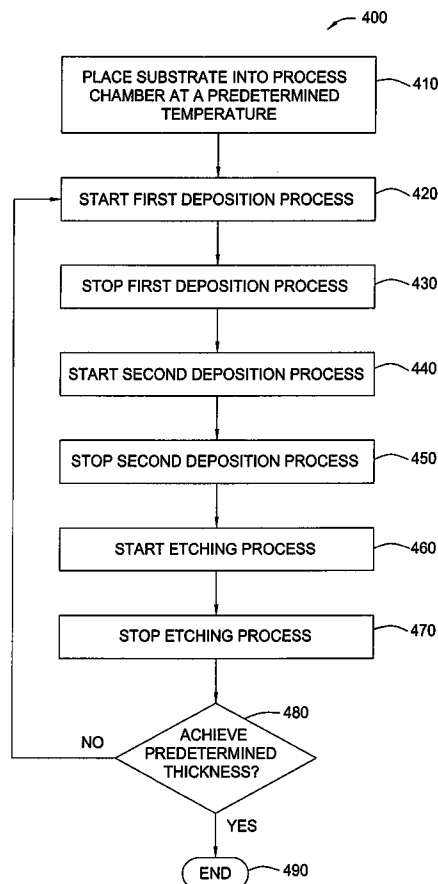 400
PLACE SUBSTRATE INTO PROCESS
CHAMBER AT A PREDETERMINED
TEMPERATURE
410
START FIRST DEPOSITION PROCESS
420
STOP FIRST DEPOSITION PROCESS
430
START SECOND DEPOSITION PROCESS
440
STOP SECOND DEPOSITION PROCESS
450
START ETCHING PROCESS
460
STOP ETCHING PROCESS
470
480
ACHIEVE
PREDETERMINED
THICKNESS?
NO
YES
END
490